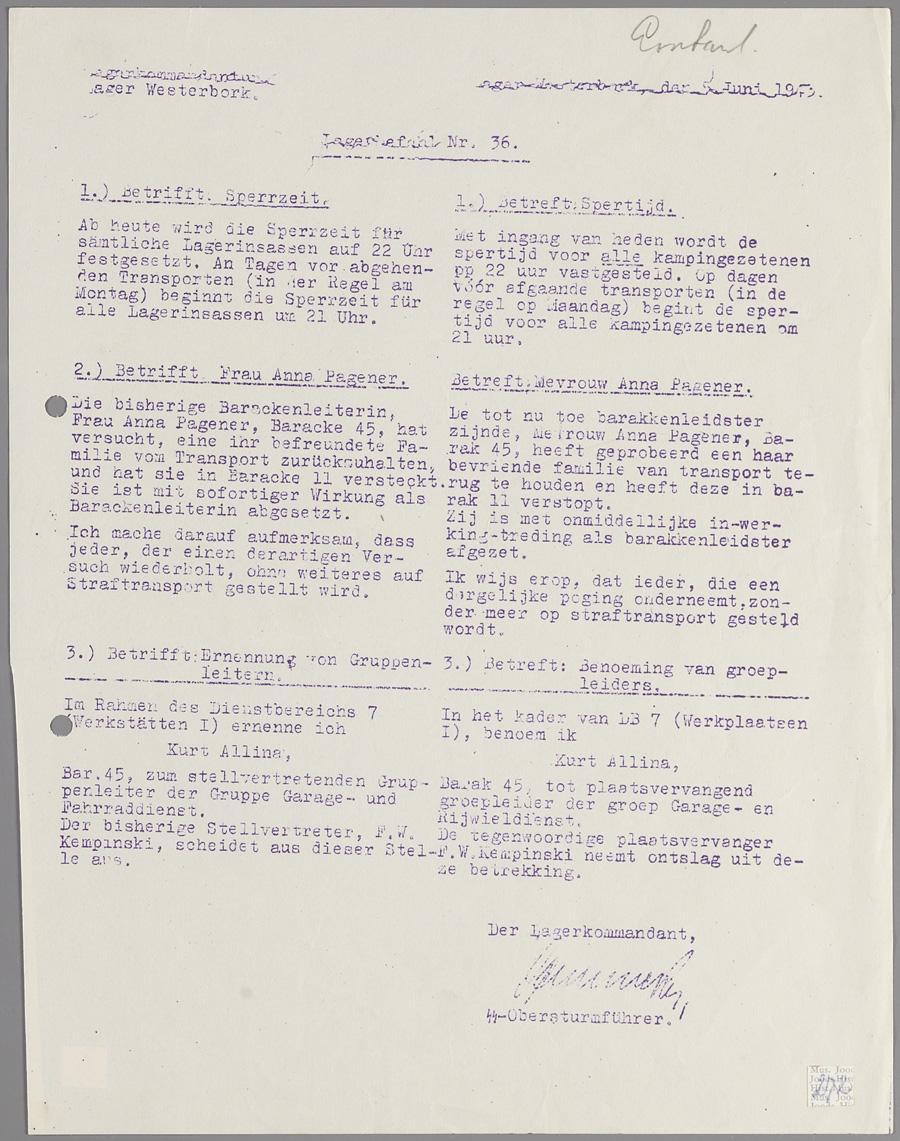 Lagerkommandantur
Lager Westerbork.
Lager Westerbork, den 5 Juni 1943.
Lagerbefehl Nr. 36.
1.) Betrifft: Sperrzeit.
Ab heute wird die Sperrzeit für
sämtliche Lagerinsassen auf 22 Uhr
festgesetzt. An Tagen vor abgehen-
den Transporten (in der Regel am
Montag) beginnt die Sperrzeit für
alle Lagerinsassen um 21 Uhr.
2.) Betrifft: Frau Anna Pagener.
Die bisherige Barackenleiterin,
Frau Anna Pagener, Baracke 45, hat
versucht, eine ihr befreundete Fa-
milie vom Transport zurückzuhalten,
und hat sie in Baracke 11 versteckt.
Sie ist mit sofortiger Wirkung als
Barackenleiterin abgesetzt.
Ich mache darauf aufmerksam, dass
jeder, der einen derartigen Ver-
such wiederholt, ohne weiteres auf
Straftransport gestellt wird.
3.) Betrifft: Ernennung von Gruppen-
leitern.
Im Rahmen des Dienstbereichs 7
(Werkstätten I) ernenne ich
Kurt Allina,
Bar.45, zum stellvertretenden Grup-
penleiter der Gruppe Garage- und
Fahrraddienst.
Der bisherige Stellvertreter, F.W.
Kempinski, scheidet aus dieser Stel-
le aus.
1.) Betreft: Spertijd.
Met ingang van heden wordt de
spertijd voor alle kampingezetenen
op 22 uur vastgesteld. Op dagen
vóór afgaande transporten (in de
regel op Maandag) begint de sper-
tijd voor alle kampingezetenen om
21 uur.
Betreft: Mevrouw Anna Pagener.
De tot nu toe barakkenleidster
zijnde, Mevrouw Anna Pagener, Ba-
rak 45, heeft geprobeerd een haar
bevriende familie van transport te-
rug te houden en heeft deze in ba-
rak 11 verstopt.
Zij is met onmiddellijke in-wer-
king-treding als barakkenleidster
afgezet.
Ik wijs erop, dat ieder, die een
dergelijke poging onderneemt, zon-
der meer op straftransport gesteld
wordt.
3.) Betreft: Benoeming van groep-
leiders.
In het kader van DB 7 (Werkplaatsen
I), benoem ik
Kurt Allina,
Barak 45, tot plaatsvervangend
groepleider der groep Garage- en
Rijwieldienst.
De tegenwoordige plaatsvervanger
F.W.Kempinski neemt ontslag uit de-
ze betrekking.
Der Lagerkommandant,
Gemmeker
SS-Obersturmführer.